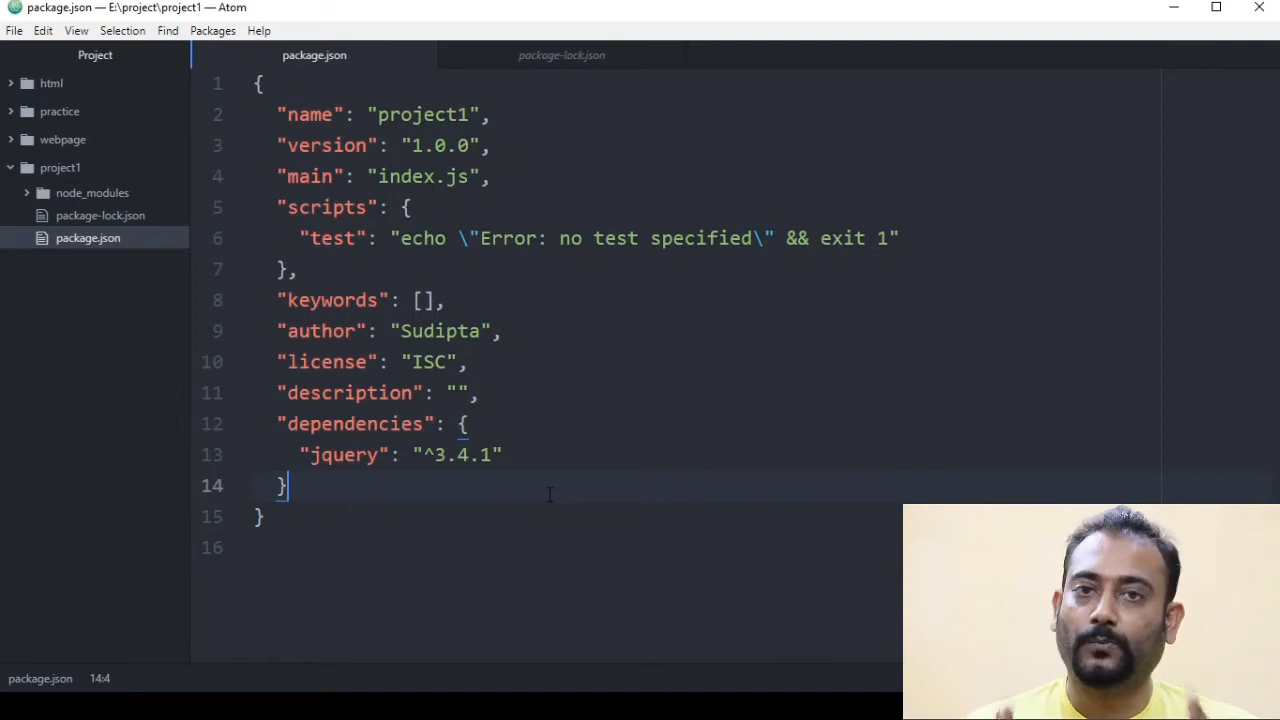 package.json — E:\project\project1 — Atom
File Edit View Selection Find Packages Help
Project
package.json
package-lock.json
html
practice
webpage
project1
node_modules
package-lock.json
package.json
1 {
2 "name": "project1",
3 "version": "1.0.0",
4 "main": "index.js",
5 "scripts": {
6 "test": "echo \"Error: no test specified\" && exit 1"
7 },
8 "keywords": [],
9 "author": "Sudipta",
10 "license": "ISC",
11 "description": "",
12 "dependencies": {
13 "jquery": "^3.4.1"
14 }
15 }
16
package.json 14:4